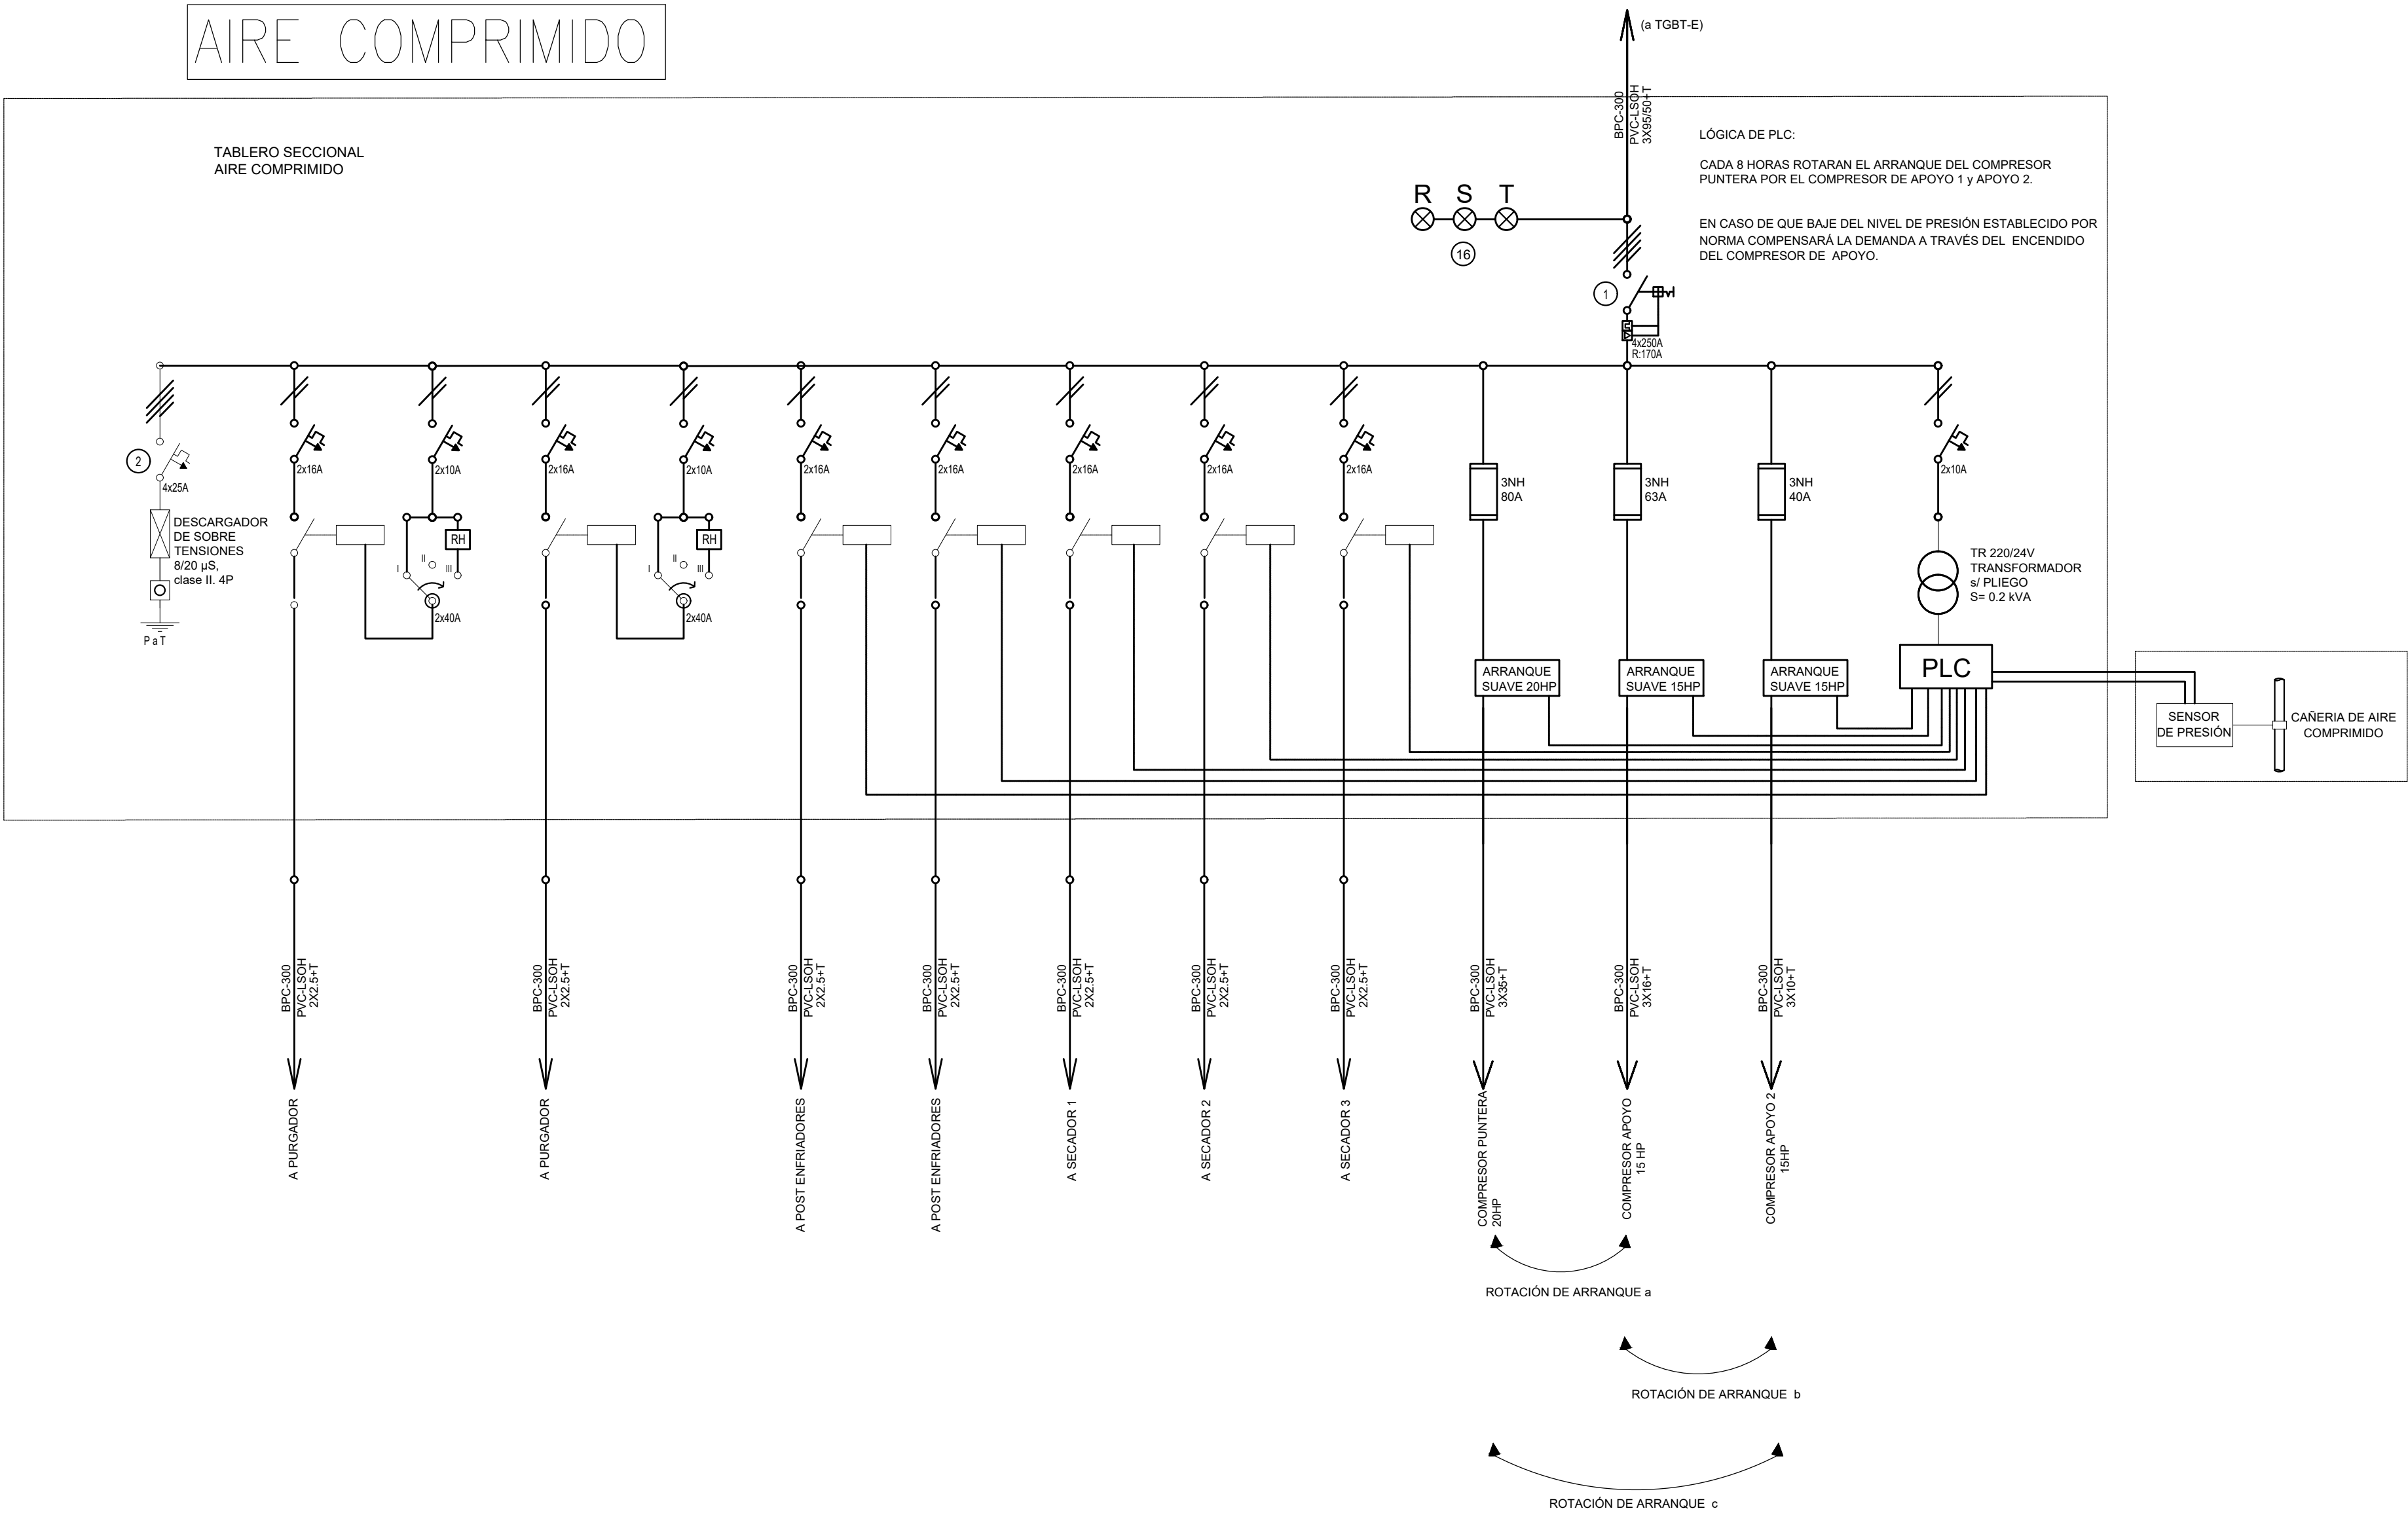 AIRE COMPRIMIDO
(a TGBT-E)
BPC-300
PVC-LSOH
3X95/50+T
TABLERO SECCIONAL
AIRE COMPRIMIDO
LÓGICA DE PLC:
CADA 8 HORAS ROTARAN EL ARRANQUE DEL COMPRESOR
PUNTERA POR EL COMPRESOR DE APOYO 1 y APOYO 2.
EN CASO DE QUE BAJE DEL NIVEL DE PRESIÓN ESTABLECIDO POR
NORMA COMPENSARÁ LA DEMANDA A TRAVÉS DEL ENCENDIDO
DEL COMPRESOR DE APOYO.
R S T
16
1
4x250A
R:170A
2
4x25A
DESCARGADOR
DE SOBRE
TENSIONES
8/20 µS,
clase II. 4P
P a T
2x16A
2x10A
RH
I
II
III
2x40A
2x16A
2x10A
RH
I
II
III
2x40A
2x16A
2x16A
2x16A
2x16A
2x16A
3NH
80A
3NH
63A
3NH
40A
2x10A
TR 220/24V
TRANSFORMADOR
s/ PLIEGO
S= 0.2 kVA
ARRANQUE
SUAVE 20HP
ARRANQUE
SUAVE 15HP
ARRANQUE
SUAVE 15HP
PLC
SENSOR
DE PRESIÓN
CAÑERIA DE AIRE
COMPRIMIDO
BPC-300
PVC-LSOH
2X2.5+T
BPC-300
PVC-LSOH
2X2.5+T
BPC-300
PVC-LSOH
2X2.5+T
BPC-300
PVC-LSOH
2X2.5+T
BPC-300
PVC-LSOH
2X2.5+T
BPC-300
PVC-LSOH
2X2.5+T
BPC-300
PVC-LSOH
2X2.5+T
BPC-300
PVC-LSOH
3X35+T
BPC-300
PVC-LSOH
3X16+T
BPC-300
PVC-LSOH
3X10+T
A PURGADOR
A PURGADOR
A POST ENFRIADORES
A POST ENFRIADORES
A SECADOR 1
A SECADOR 2
A SECADOR 3
COMPRESOR PUNTERA
20HP
COMPRESOR APOYO
15 HP
COMPRESOR APOYO 2
15HP
ROTACIÓN DE ARRANQUE a
ROTACIÓN DE ARRANQUE b
ROTACIÓN DE ARRANQUE c